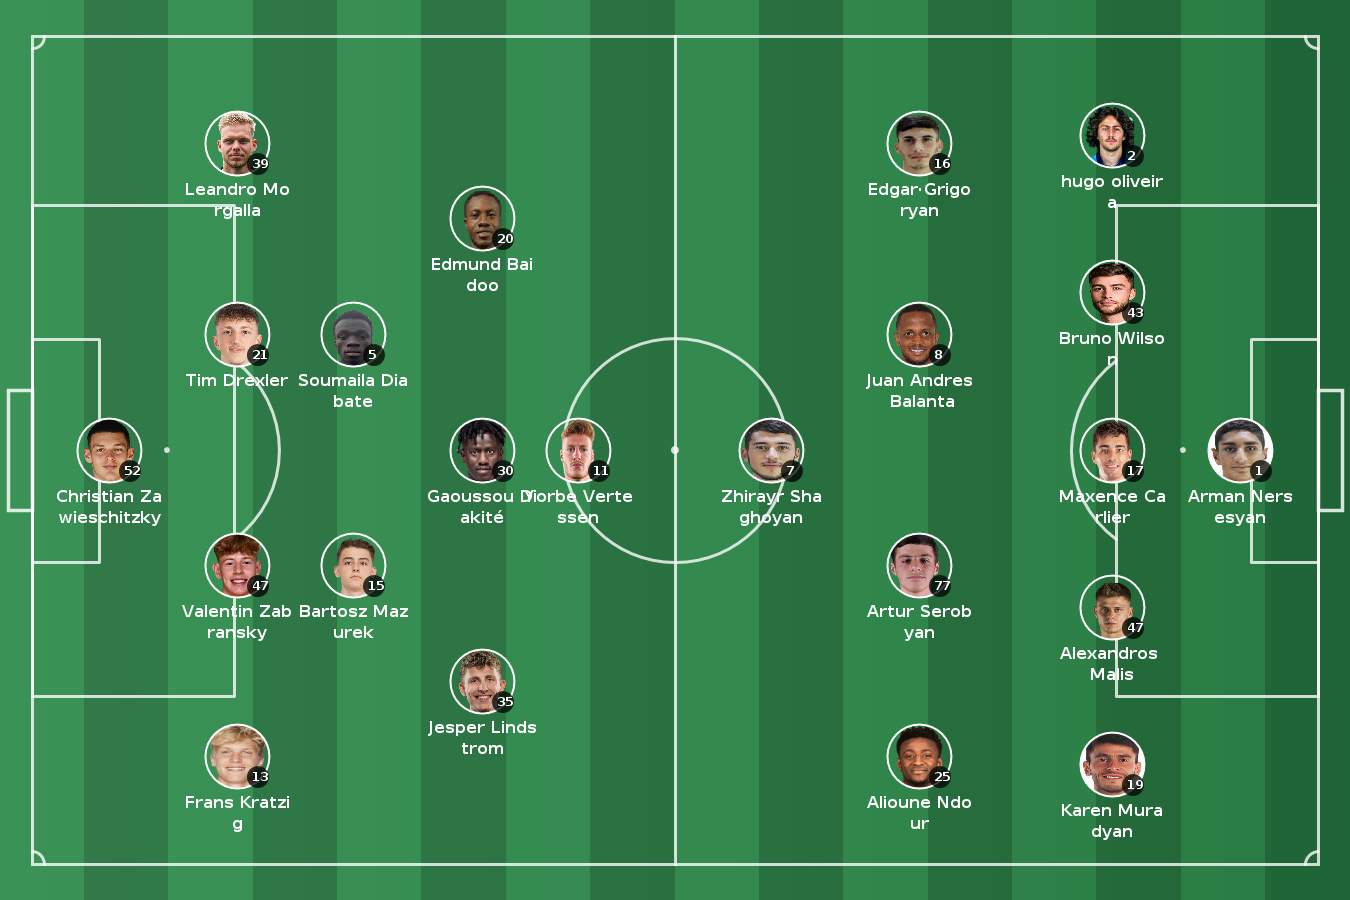 39
Leandro Mo
rgalla
21
Tim Drexler
52
Christian Za
wieschitzky
47
Valentin Zab
ransky
13
Frans Kratzi
g
5
Soumaila Dia
bate
15
Bartosz Maz
urek
20
Edmund Bai
doo
30
Gaoussou Di
akité
35
Jesper Linds
trom
11
Yorbe Verte
ssen
7
Zhirayr Sha
ghoyan
16
Edgar·Grigo
ryan
8
Juan Andres
Balanta
77
Artur Serob
yan
25
Alioune Ndo
ur
2
hugo oliveir
a
43
Bruno Wilso
n
17
Maxence Ca
rlier
47
Alexandros
Malis
19
Karen Mura
dyan
1
Arman Ners
esyan